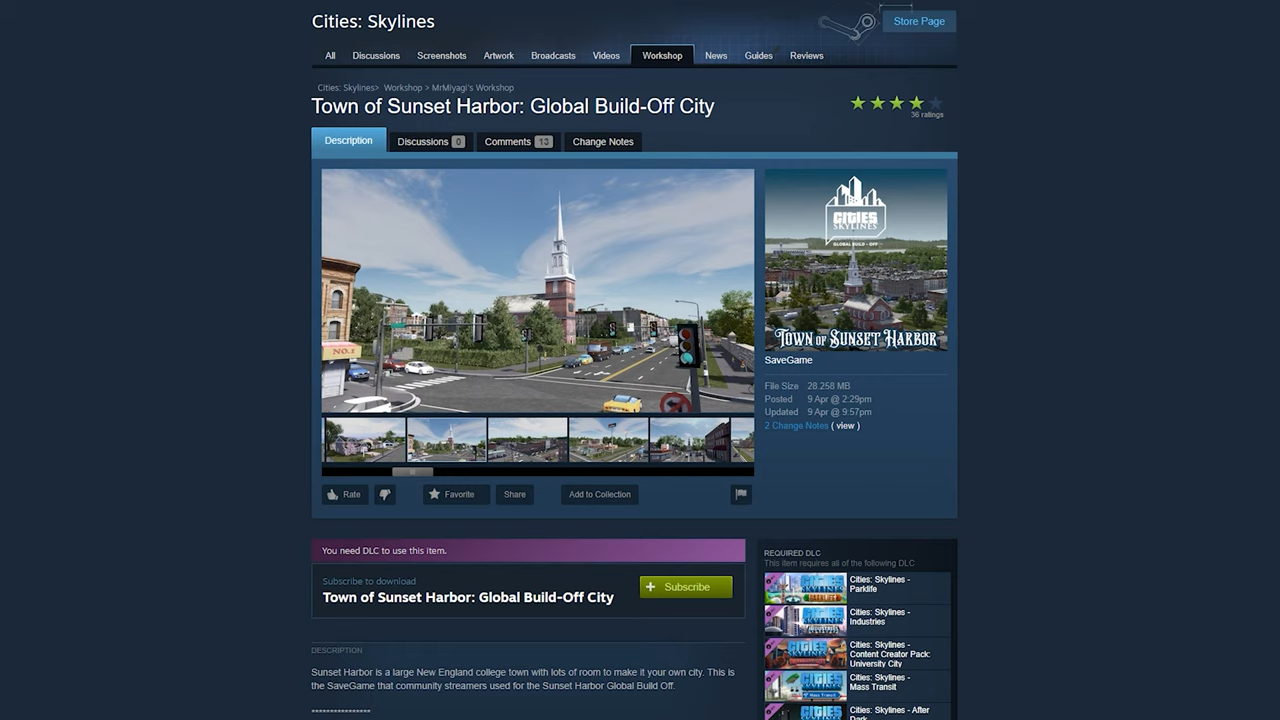 Cities: Skylines
Store Page
All Discussions Screenshots Artwork Broadcasts Videos Workshop News Guides Reviews
Cities: Skylines> Workshop > MrMiyagi's Workshop
Town of Sunset Harbor: Global Build-Off City
36 ratings
Description Discussions 0 Comments 13 Change Notes
CITIES
SKYLINES
GLOBAL BUILD - OFF
TOWN OF SUNSET HARBOR
NO.1
SaveGame
File Size 28.258 MB
Posted 9 Apr @ 2:29pm
Updated 9 Apr @ 9:57pm
2 Change Notes ( view )
Rate Favorite Share Add to Collection
You need DLC to use this item.
Subscribe to download
Town of Sunset Harbor: Global Build-Off City
+ Subscribe
DESCRIPTION
Sunset Harbor is a large New England college town with lots of room to make it your own city. This is
the SaveGame that community streamers used for the Sunset Harbor Global Build Off.
----------------
REQUIRED DLC
This item requires all of the following DLC
Cities: Skylines -
Parklife
Cities: Skylines -
Industries
Cities: Skylines -
Content Creator Pack:
University City
Cities: Skylines -
Mass Transit
Cities: Skylines - After
Dark